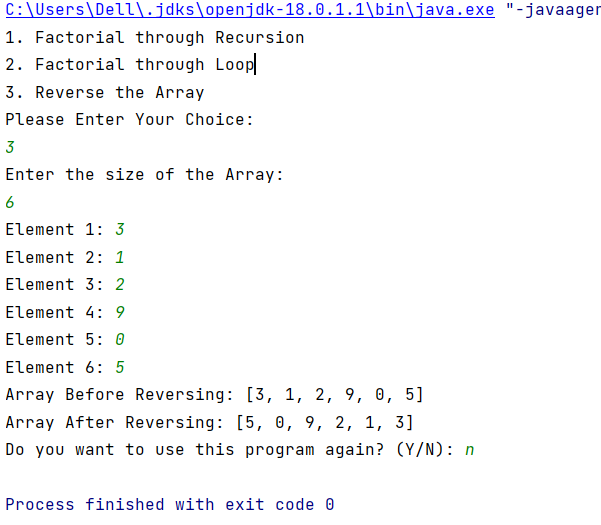 C:\Users\Dell\.jdks\openjdk-18.0.1.1\bin\java.exe "-javaagen
1. Factorial through Recursion
2. Factorial through Loop
3. Reverse the Array
Please Enter Your Choice:
3
Enter the size of the Array:
6
Element 1: 3
Element 2: 1
Element 3: 2
Element 4: 9
Element 5: 0
Element 6: 5
Array Before Reversing: [3, 1, 2, 9, 0, 5]
Array After Reversing: [5, 0, 9, 2, 1, 3]
Do you want to use this program again? (Y/N): n
Process finished with exit code 0